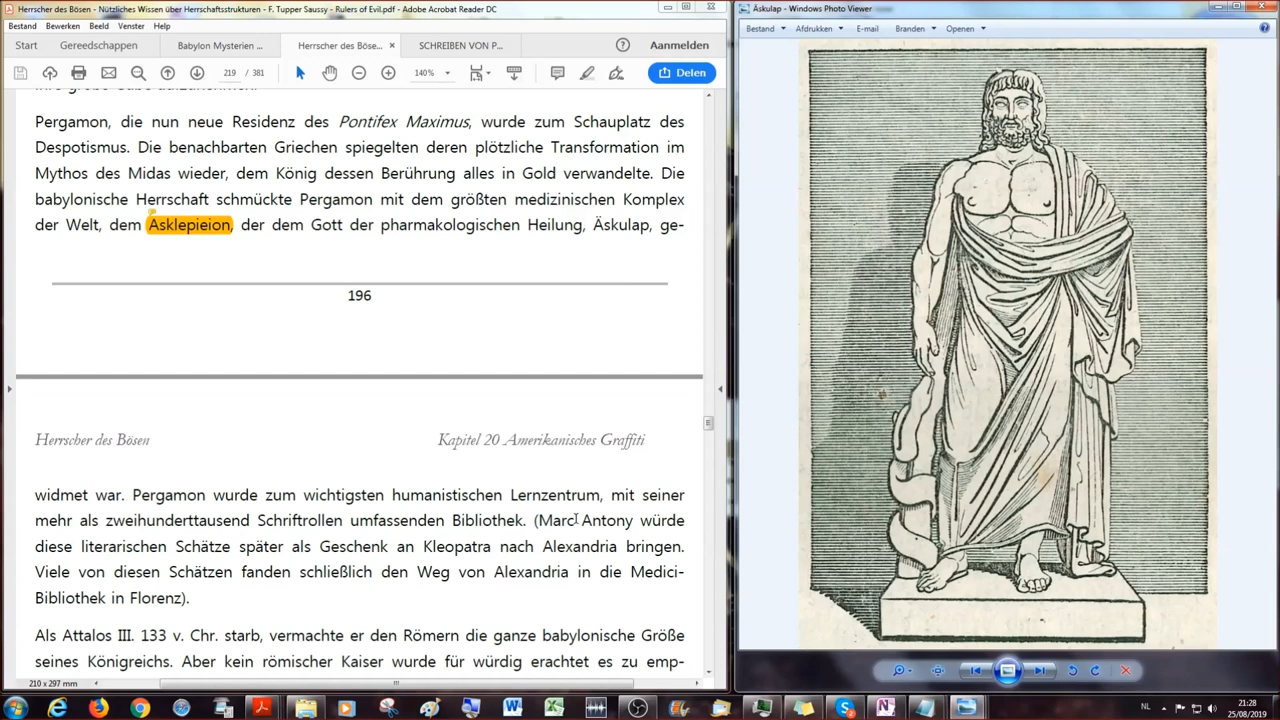 Herrscher des Bösen - Nützliches Wissen über Herrschaftsstrukturen - F. Tupper Saussy - Rulers of Evil.pdf - Adobe Acrobat Reader DC
Bestand Bewerken Beeld Venster Help
Start Gereedschappen Babylon Mysterien ... Herrscher des Böse... × SCHREIBEN VON P... Aanmelden
219 / 381 140% Delen
Pergamon, die nun neue Residenz des Pontifex Maximus, wurde zum Schauplatz des
Despotismus. Die benachbarten Griechen spiegelten deren plötzliche Transformation im
Mythos des Midas wieder, dem König dessen Berührung alles in Gold verwandelte. Die
babylonische Herrschaft schmückte Pergamon mit dem größten medizinischen Komplex
der Welt, Asklepieion, der dem Gott der pharmakologischen Heilung, Äskulap, ge-
196
Herrscher des Bösen Kapitel 20 Amerikanisches Graffiti
widmet war. Pergamon wurde zum wichtigsten humanistischen Lernzentrum, mit seiner
mehr als zweihunderttausend Schriftrollen umfassenden Bibliothek. (Marc Antony würde
diese literarischen Schätze später als Geschenk an Kleopatra nach Alexandria bringen.
Viele von diesen Schätzen fanden schließlich den Weg von Alexandria in die Medici-
Bibliothek in Florenz).
Als Attalos III. 133 v. Chr. starb, vermachte er den Römern die ganze babylonische Größe
seines Königreichs. Aber kein römischer Kaiser wurde für würdig erachtet es zu emp-
210 x 297 mm
Äskulap - Windows Photo Viewer
Bestand Afdrukken E-mail Branden Openen
NL 21:28
25/08/2019